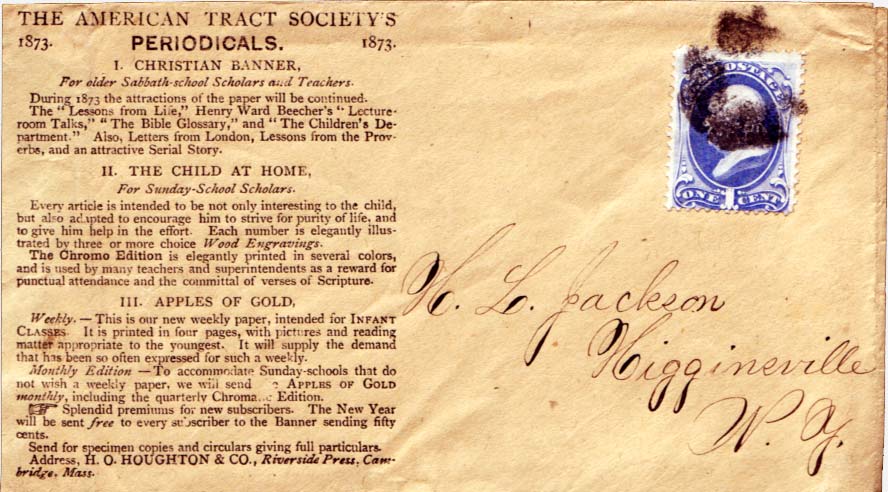 THE AMERICAN TRACT SOCIETY'S
1873. PERIODICALS. 1873.
I. CHRISTIAN BANNER,
For older Sabbath-school Scholars and Teachers.
During 1873 the attractions of the paper will be continued.
The "Lessons from Life," Henry Ward Beecher's "Lecture-
room Talks," "The Bible Glossary," and "The Children's De-
partment." Also, Letters from London, Lessons from the Prov-
erbs, and an attractive Serial Story.
II. THE CHILD AT HOME,
For Sunday-School Scholars.
Every article is intended to be not only interesting to the child,
but also adapted to encourage him to strive for purity of life, and
to give him help in the effort. Each number is elegantly illus-
trated by three or more choice Wood Engravings.
The Chromo Edition is elegantly printed in several colors,
and is used by many teachers and superintendents as a reward for
punctual attendance and the committal of verses of Scripture.
III. APPLES OF GOLD,
Weekly. — This is our new weekly paper, intended for INFANT
CLASSES. It is printed in four pages, with pictures and reading
matter appropriate to the youngest. It will supply the demand
that has been so often expressed for such a weekly.
Monthly Edition — To accommodate Sunday-schools that do
not wish a weekly paper, we will send APPLES OF GOLD
monthly, including the quarterly Edition.
☞ Splendid premiums for new subscribers. The New Year
will be sent free to every subscriber to the Banner sending fifty
cents.
Send for specimen copies and circulars giving full particulars.
Address, H. O. HOUGHTON & CO., Riverside Press, Cam-
bridge, Mass.
POSTAGE
ONE 1 CENT
H. L. Jackson
Higgineville
N. Y.